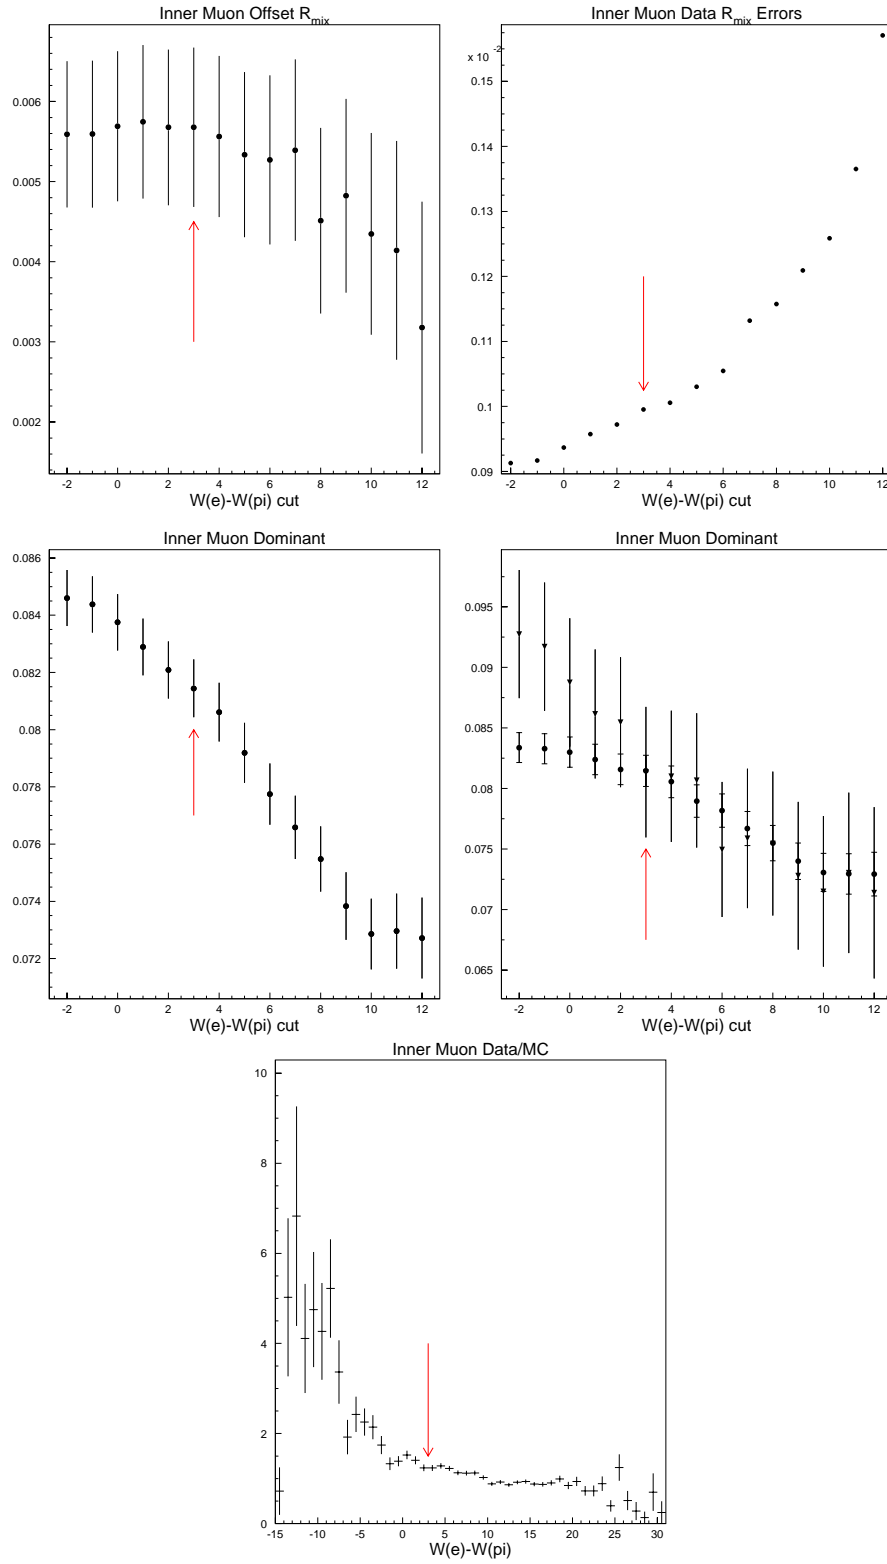 Inner Muon Offset Rmix
0.006
0.005
0.004
0.003
0.002
-2 0 2 4 6 8 10 12
W(e)-W(pi) cut
Inner Muon Data Rmix Errors
x 10 -2
0.15
0.14
0.13
0.12
0.11
0.1
0.09
-2 0 2 4 6 8 10 12
W(e)-W(pi) cut
Inner Muon Dominant
0.086
0.084
0.082
0.08
0.078
0.076
0.074
0.072
-2 0 2 4 6 8 10 12
W(e)-W(pi) cut
Inner Muon Dominant
0.095
0.09
0.085
0.08
0.075
0.07
0.065
-2 0 2 4 6 8 10 12
W(e)-W(pi) cut
Inner Muon Data/MC
10
8
6
4
2
0
-15 -10 -5 0 5 10 15 20 25 30
W(e)-W(pi)